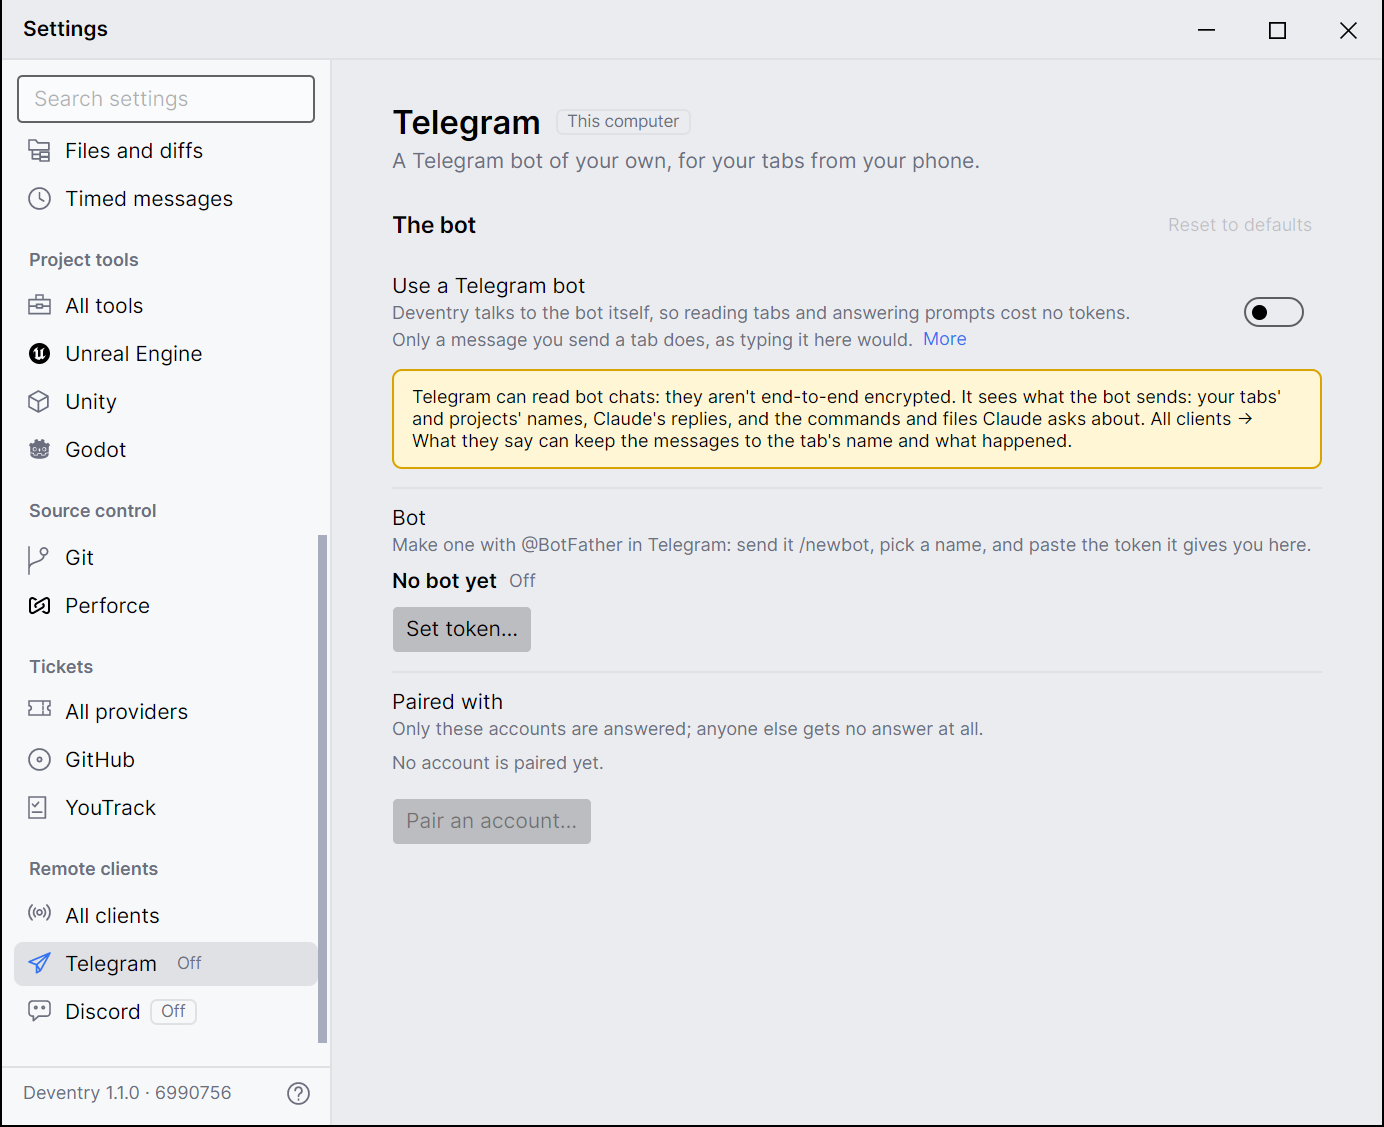 Settings
Search settings
Files and diffs
Timed messages
Project tools
All tools
Unreal Engine
Unity
Godot
Source control
Git
Perforce
Tickets
All providers
GitHub
YouTrack
Remote clients
All clients
Telegram Off
Discord Off
Deventry 1.1.0 · 6990756
Telegram This computer
A Telegram bot of your own, for your tabs from your phone.
The bot Reset to defaults
Use a Telegram bot
Deventry talks to the bot itself, so reading tabs and answering prompts cost no tokens.
Only a message you send a tab does, as typing it here would. More
Telegram can read bot chats: they aren't end-to-end encrypted. It sees what the bot sends: your tabs'
and projects' names, Claude's replies, and the commands and files Claude asks about. All clients →
What they say can keep the messages to the tab's name and what happened.
Bot
Make one with @BotFather in Telegram: send it /newbot, pick a name, and paste the token it gives you here.
No bot yet Off
Set token...
Paired with
Only these accounts are answered; anyone else gets no answer at all.
No account is paired yet.
Pair an account...